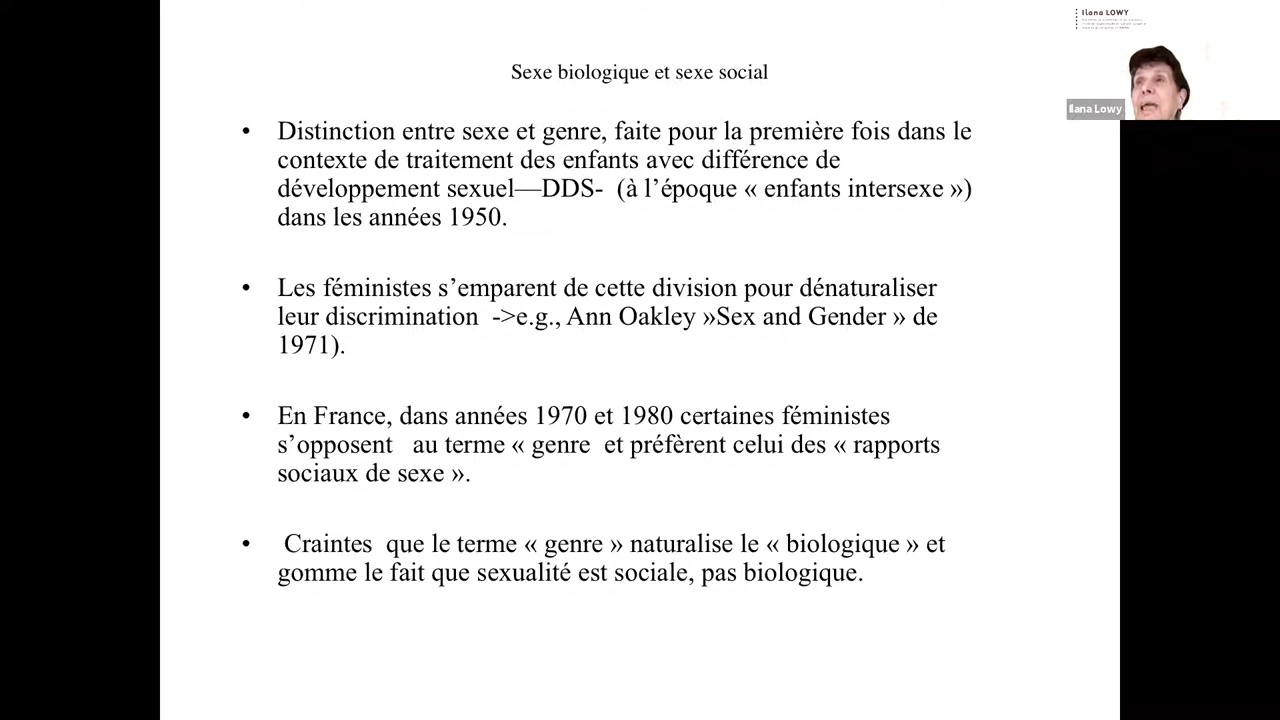 Ilana LOWY
Ilana Lowy
Sexe biologique et sexe social
• Distinction entre sexe et genre, faite pour la première fois dans le
contexte de traitement des enfants avec différence de
développement sexuel—DDS- (à l’époque « enfants intersexe »)
dans les années 1950.
• Les féministes s’emparent de cette division pour dénaturaliser
leur discrimination ->e.g., Ann Oakley »Sex and Gender » de
1971).
• En France, dans années 1970 et 1980 certaines féministes
s’opposent au terme « genre et préfèrent celui des « rapports
sociaux de sexe ».
• Craintes que le terme « genre » naturalise le « biologique » et
gomme le fait que sexualité est sociale, pas biologique.